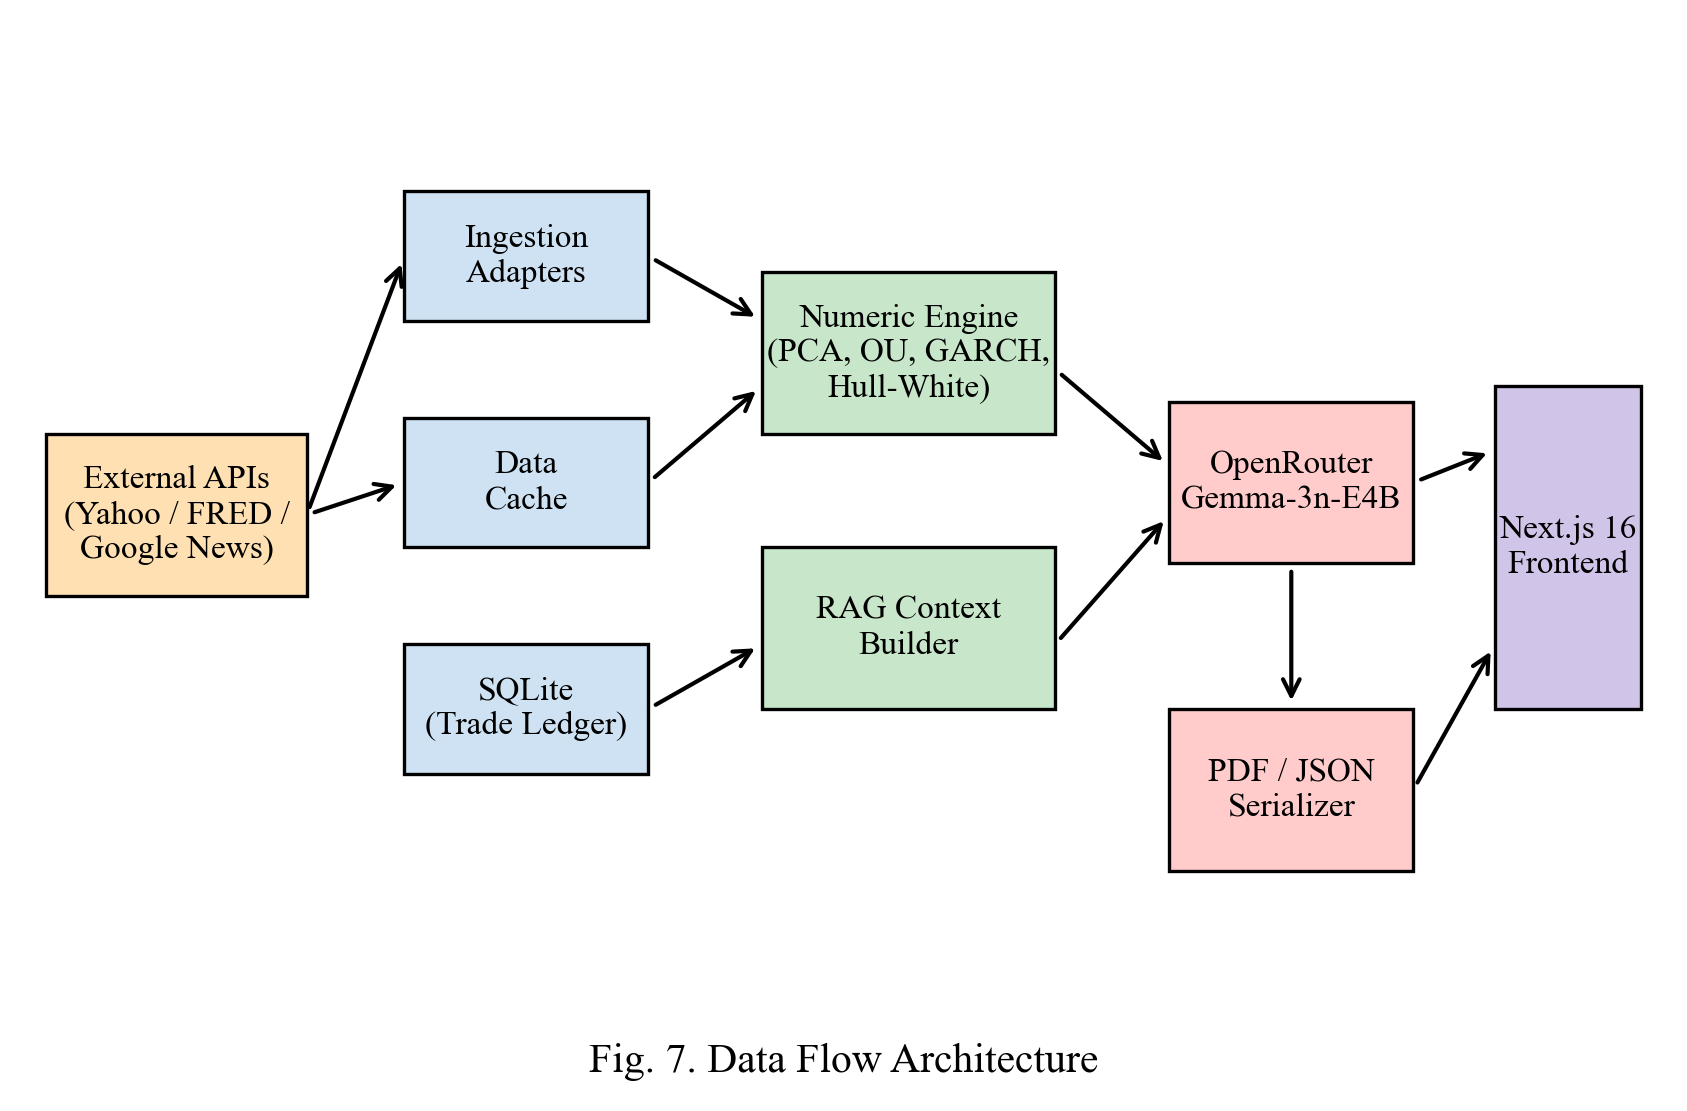 Ingestion
Adapters
Numeric Engine
(PCA, OU, GARCH,
Hull-White)
External APIs
(Yahoo / FRED /
Google News)
Data
Cache
OpenRouter
Gemma-3n-E4B
Next.js 16
Frontend
RAG Context
Builder
SQLite
(Trade Ledger)
PDF / JSON
Serializer
Fig. 7. Data Flow Architecture